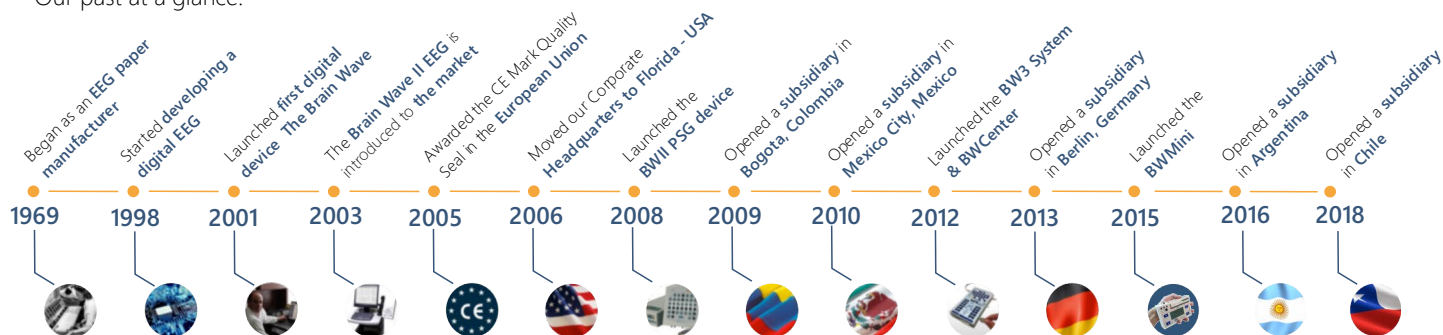 Our past at a glance:
Began as an EEG paper
manufacturer
1969
Started developing a
digital EEG
1998
Launched first digital
device The Brain Wave
2001
The Brain Wave II EEG is
introduced to the market
2003
Awarded the CE Mark Quality
Seal in the European Union
2005
Moved our Corporate
Headquarters to Florida - USA
2006
Launched the
BWII PSG device
2008
Opened a subsidiary in
Bogota, Colombia
2009
Opened a subsidiary in
Mexico City, Mexico
2010
Launched the BW3 System
& BWCenter
2012
Opened a subsidiary
in Berlin, Germany
2013
Launched the
BWMini
2015
Opened a subsidiary
in Argentina
2016
Opened a subsidiary
in Chile
2018
CE